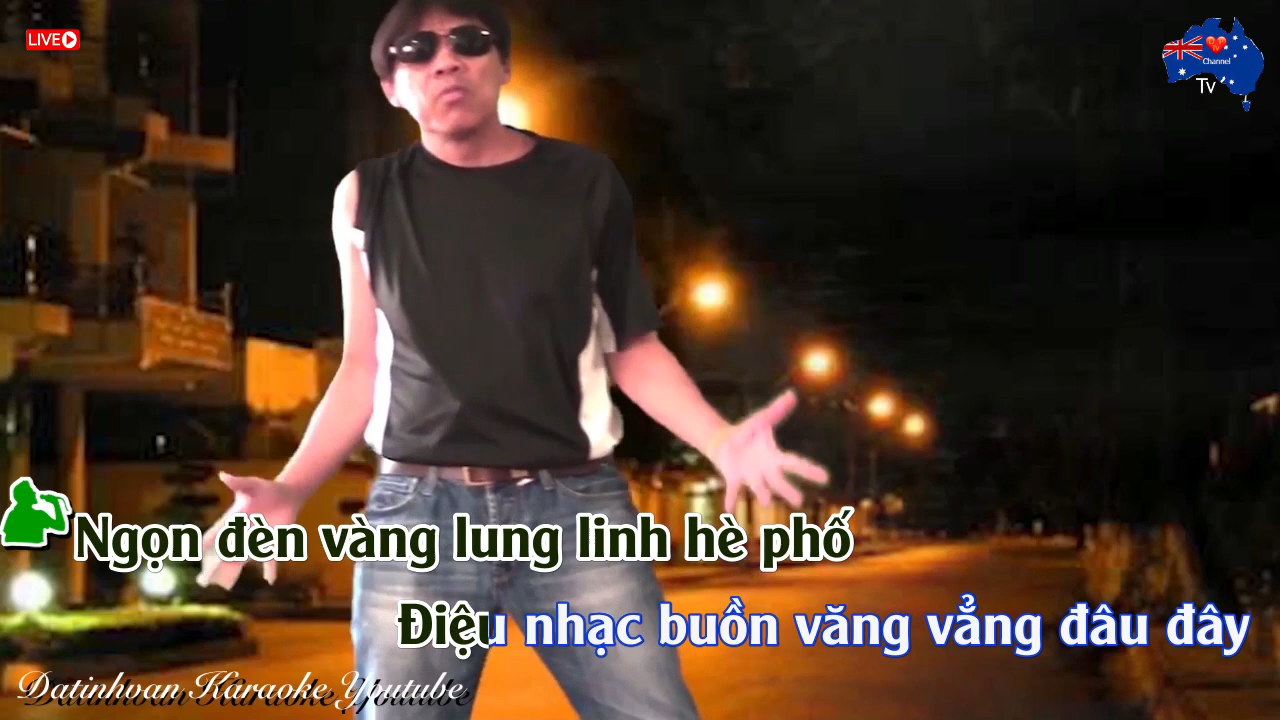 LIVE
Channel
Tv
Ngọn đèn vàng lung linh hè phố
Điệu nhạc buồn văng vẳng đâu đây
Datinhvan Karaoke Youtube